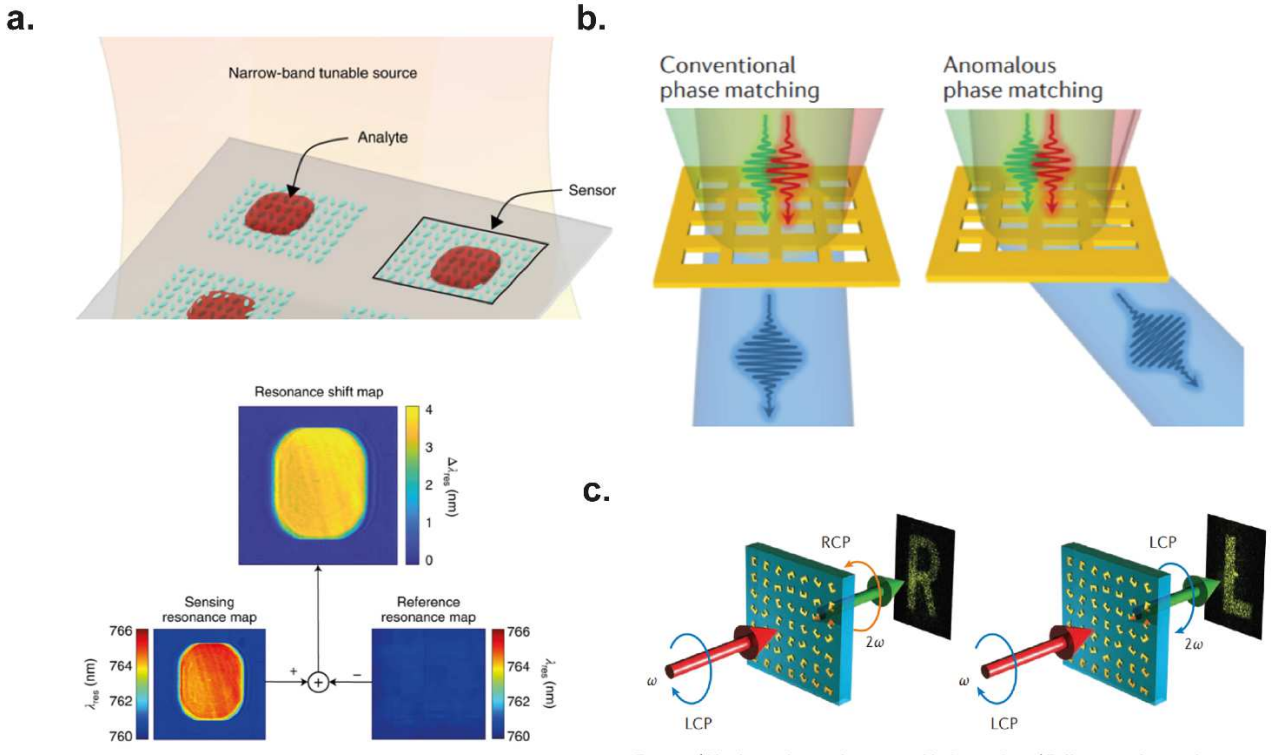 a.
Narrow-band tunable source
Analyte
Sensor
Resonance shift map
4
3
2
1
0
Δλres (nm)
Sensing
resonance map
766
764
762
760
λres (nm)
+
+
−
Reference
resonance map
766
764
762
760
λres (nm)
b.
Conventional
phase matching
Anomalous
phase matching
c.
RCP
2ω
ω
LCP
R
LCP
2ω
ω
LCP
L